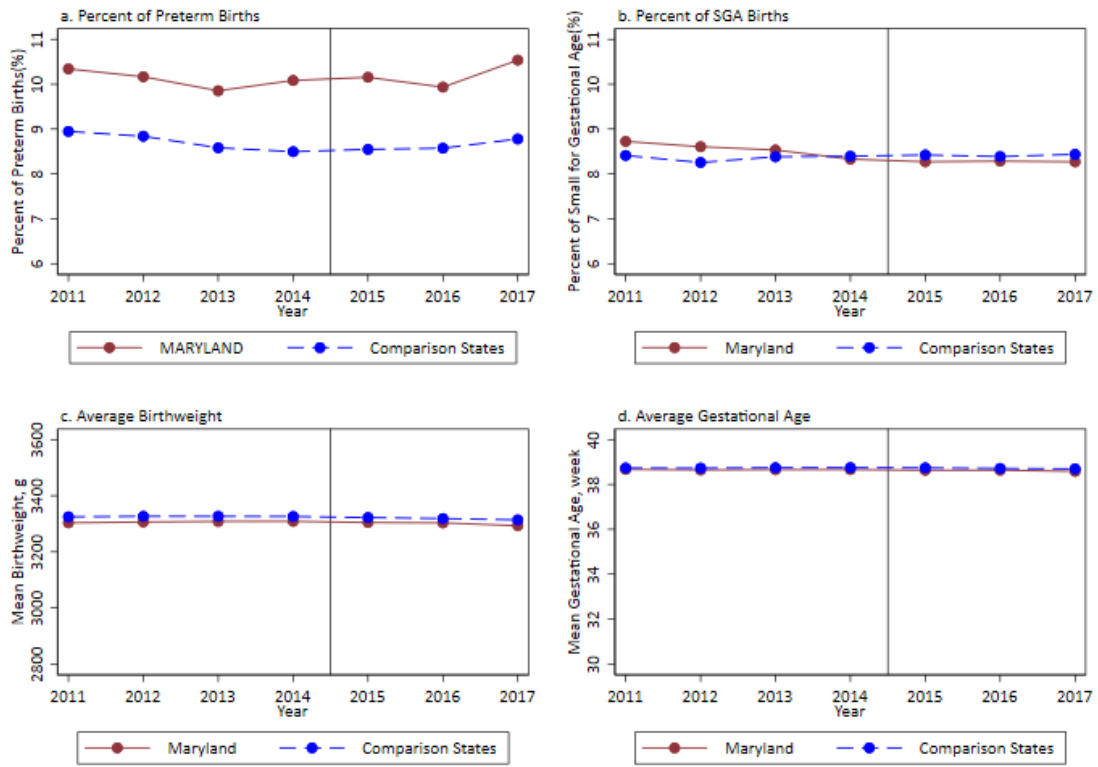 a. Percent of Preterm Births
Percent of Preterm Births(%)
11
10
9
8
7
6
2011 2012 2013 2014 2015 2016 2017
Year
MARYLAND Comparison States
b. Percent of SGA Births
Percent of Small for Gestational Age(%)
11
10
9
8
7
6
2011 2012 2013 2014 2015 2016 2017
Year
Maryland Comparison States
c. Average Birthweight
Mean Birthweight, g
3600
3400
3200
3000
2800
2011 2012 2013 2014 2015 2016 2017
Year
Maryland Comparison States
d. Average Gestational Age
Mean Gestational Age, week
40
38
36
34
32
30
2011 2012 2013 2014 2015 2016 2017
Year
Maryland Comparison States